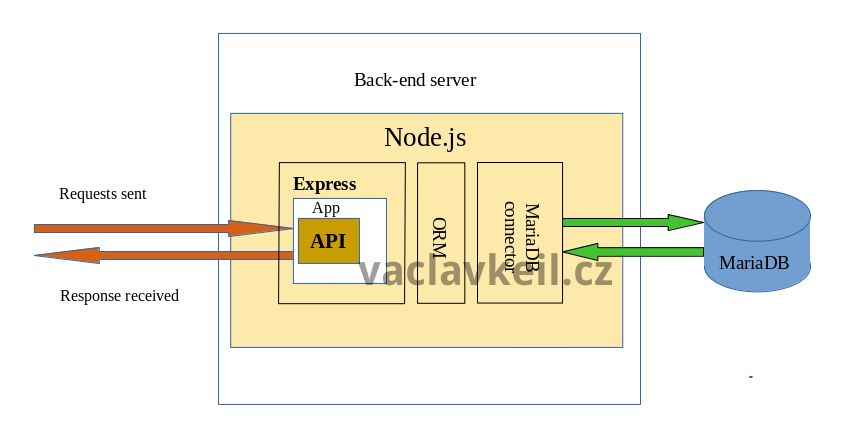 Back-end server
Node.js
Requests sent
Express
App
API
ORM
MariaDB
connector
MariaDB
Response received
vaclavkeil.cz